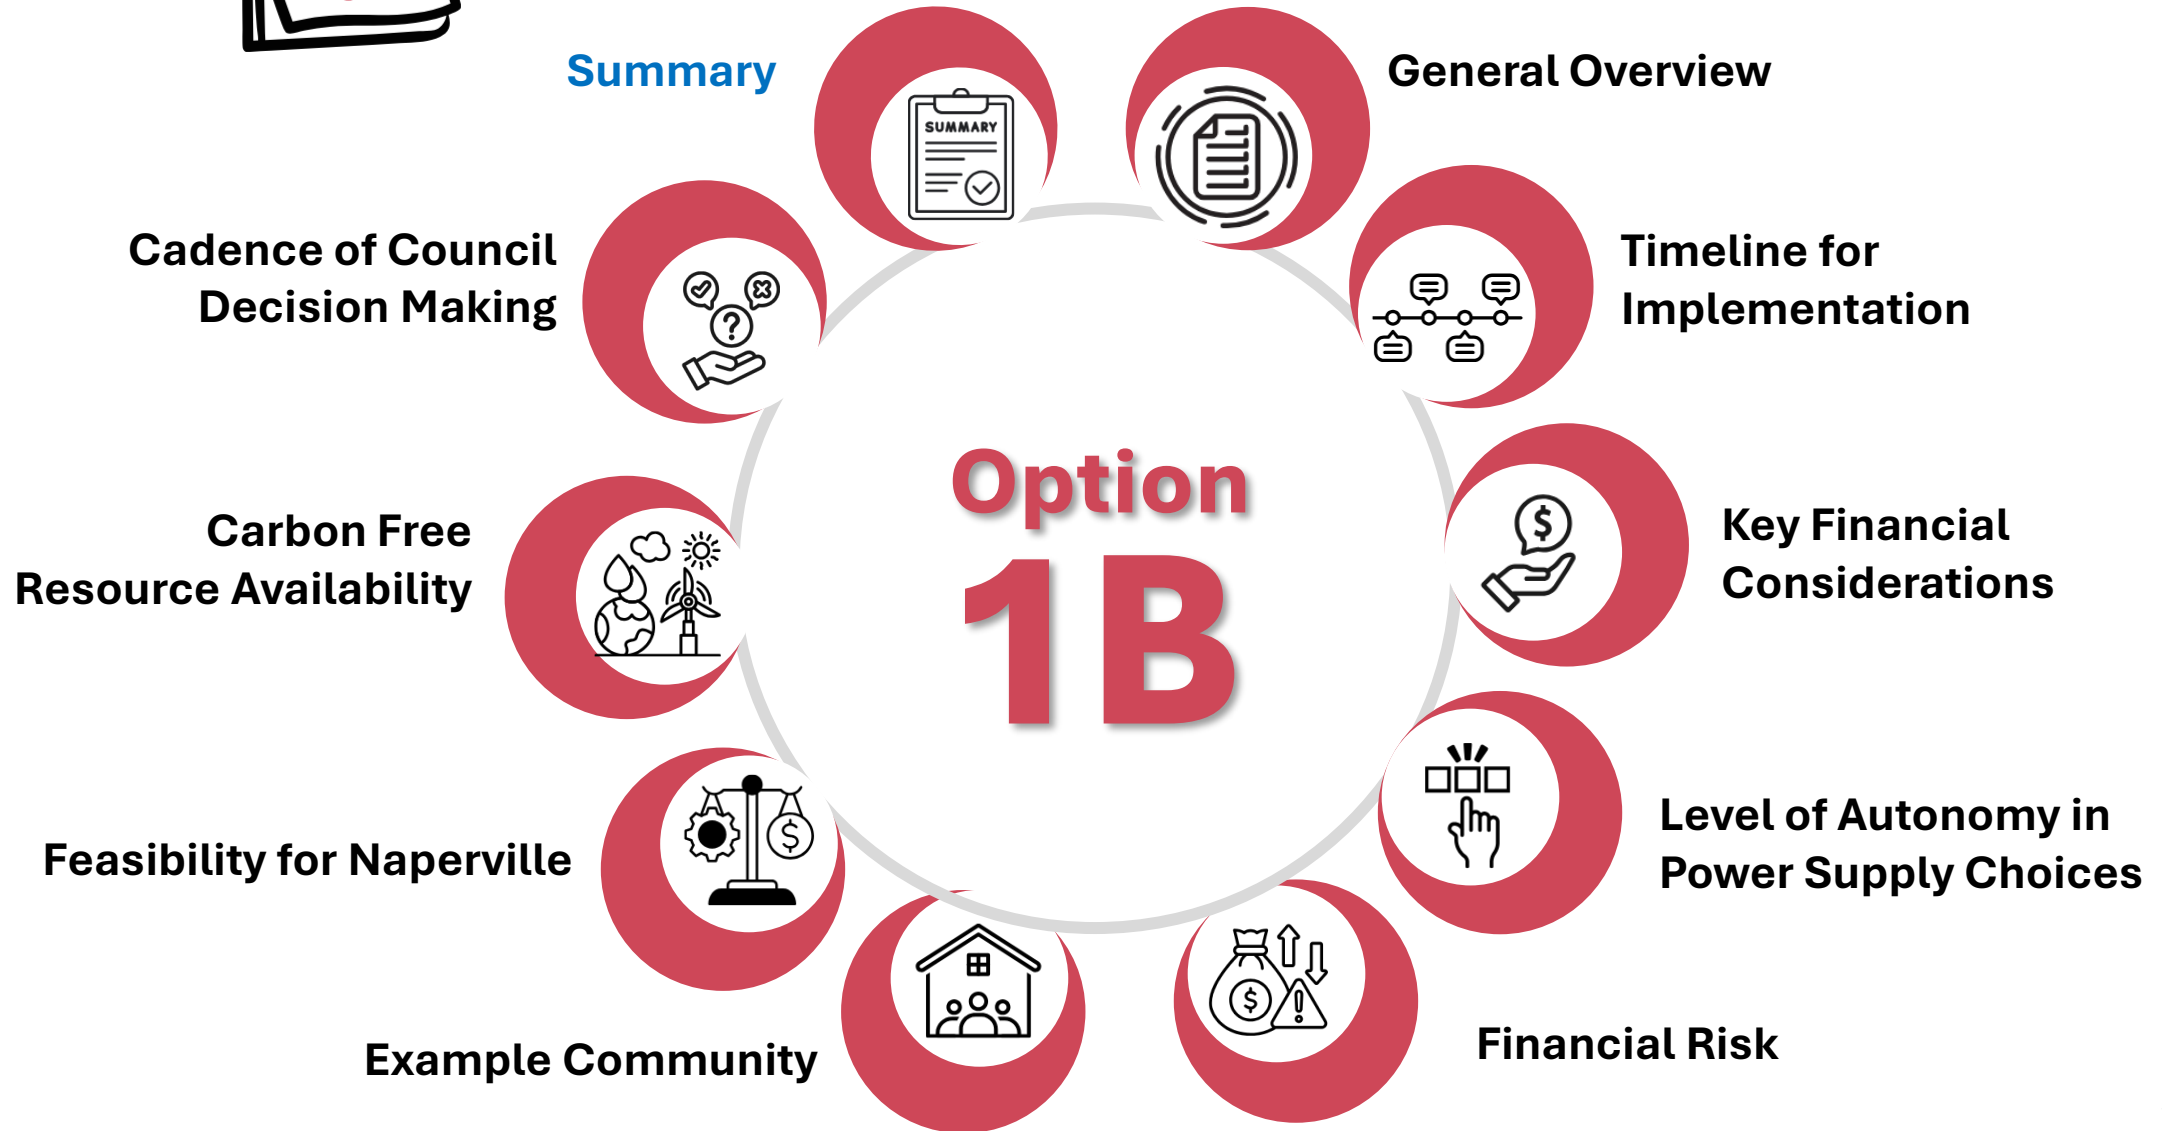 Summary
General Overview
SUMMARY
Cadence of Council
Decision Making
Timeline for
Implementation
?
Option
1B
Carbon Free
Resource Availability
$
Key Financial
Considerations
Feasibility for Naperville
$
Level of Autonomy in
Power Supply Choices
Example Community
$
!
Financial Risk